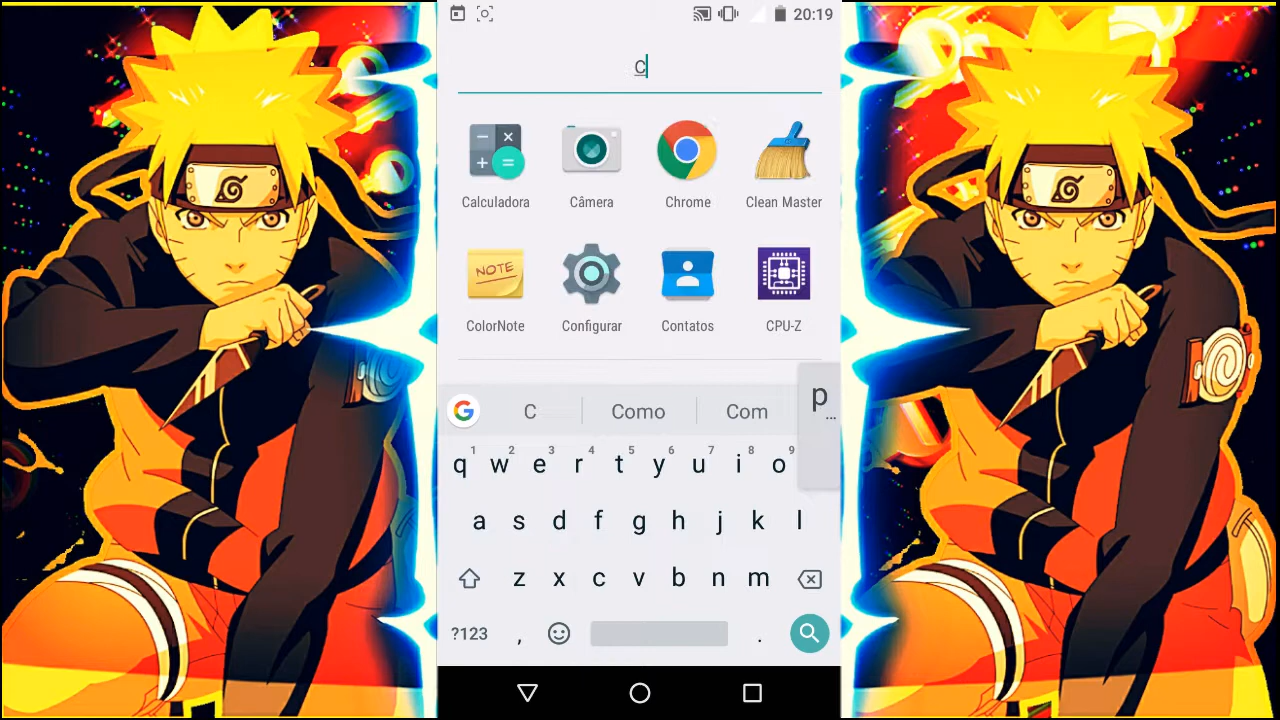 20:19
C
Calculadora Câmera Chrome Clean Master
NOTE
ColorNote Configurar Contatos CPU-Z
C Como Com
p
...
1 2 3 4 5 6 7 8 9
q w e r t y u i o
a s d f g h j k l
z x c v b n m
?123 , .